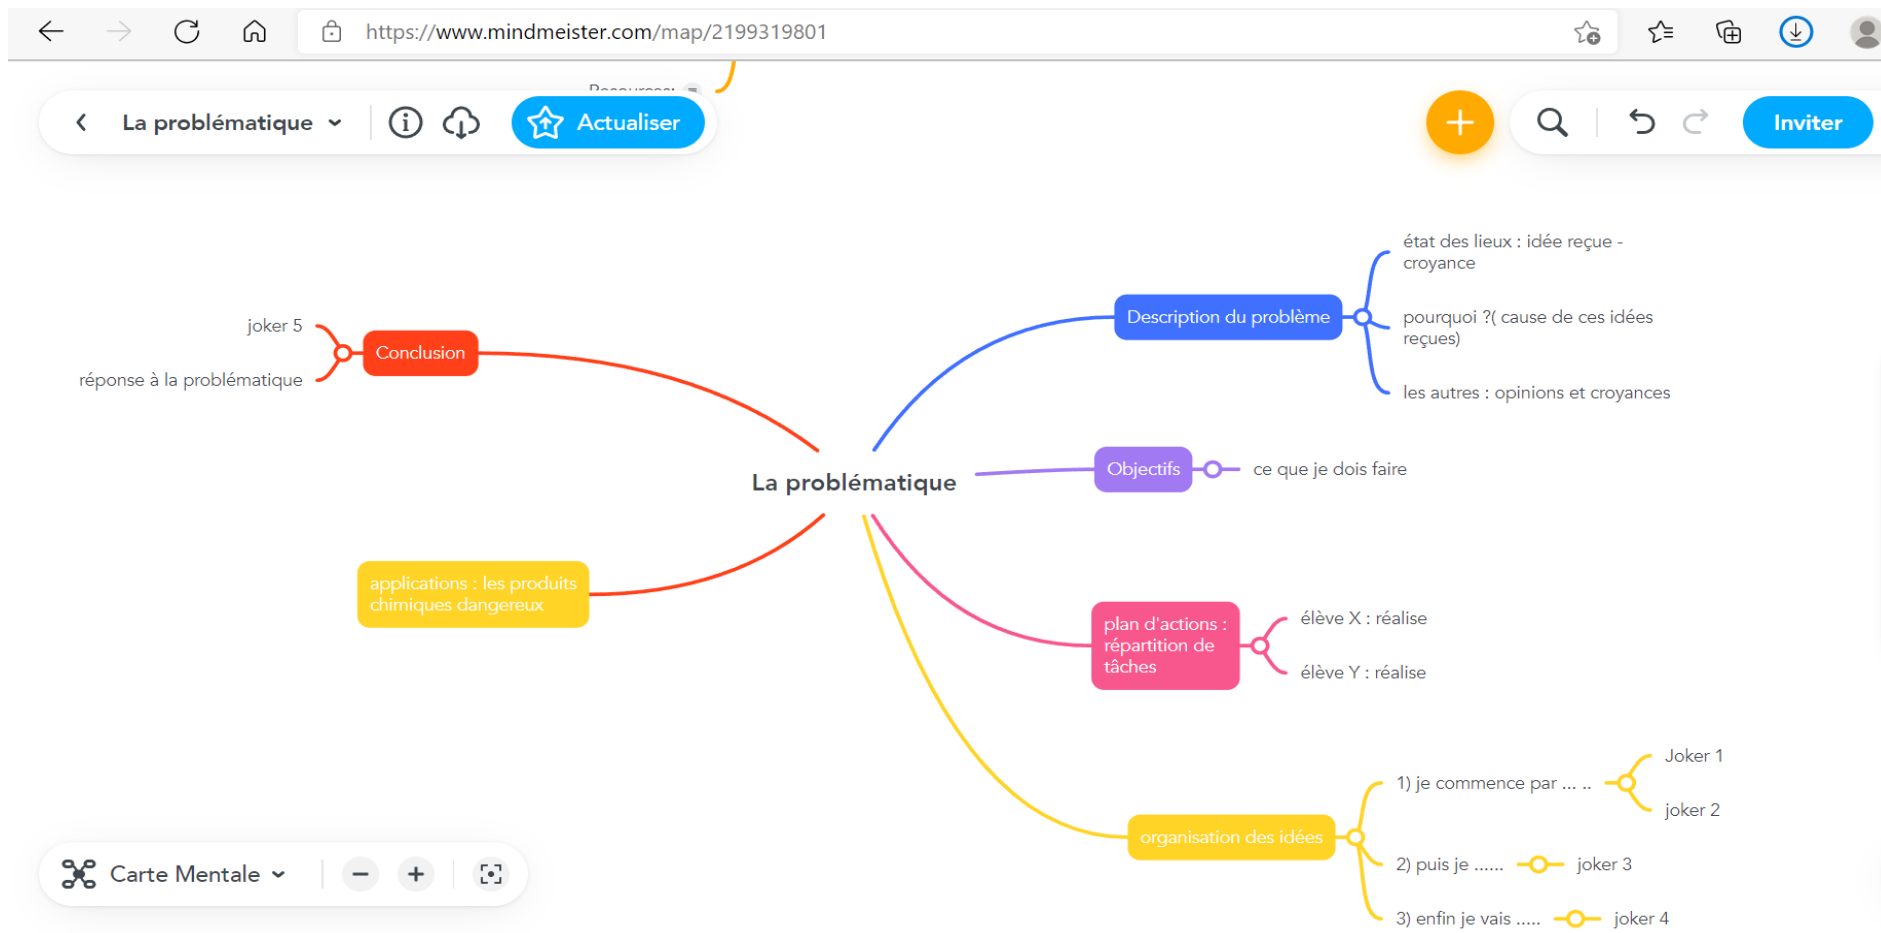 https://www.mindmeister.com/map/2199319801
La problématique
Actualiser
Inviter
joker 5
Conclusion
réponse à la problématique
applications : les produits
chimiques dangereux
La problématique
Description du problème
état des lieux : idée reçue -
croyance
pourquoi ?( cause de ces idées
reçues)
les autres : opinions et croyances
Objectifs
ce que je dois faire
plan d'actions :
répartition de
tâches
élève X : réalise
élève Y : réalise
organisation des idées
1) je commence par ... ..
Joker 1
joker 2
2) puis je ......
joker 3
3) enfin je vais .....
joker 4
Carte Mentale